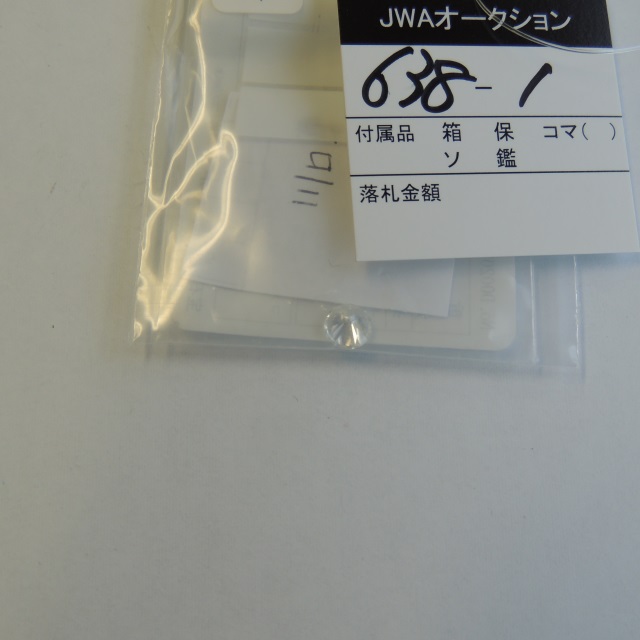 JWAオークション
638-1
付属品 箱 保 コマ( )
ソ 鑑
落札金額